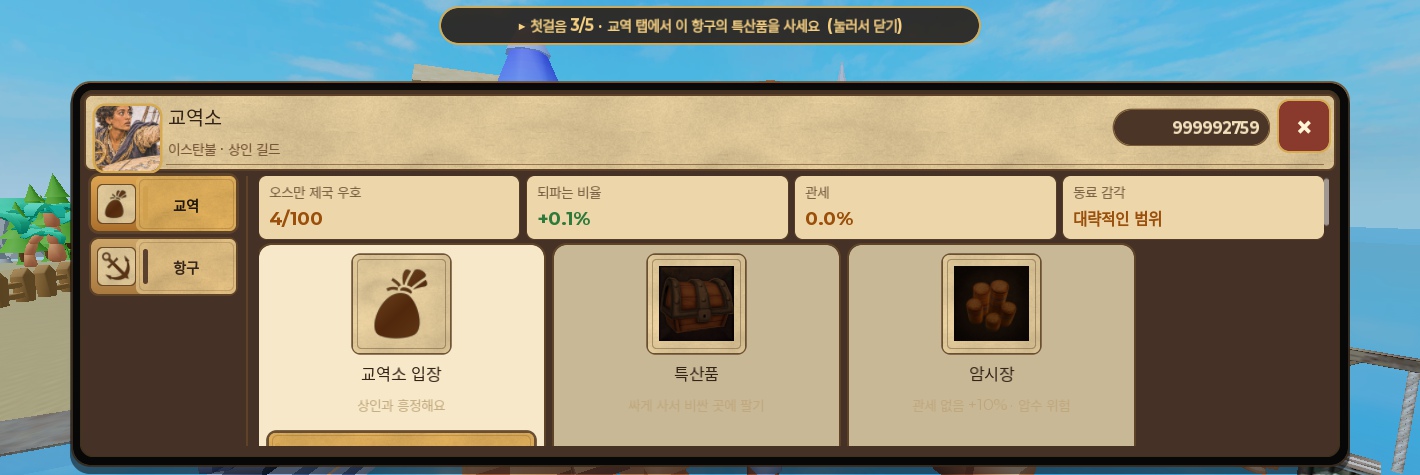 ▸ 첫걸음 3/5 · 교역 탭에서 이 항구의 특산품을 사세요 (눌러서 닫기)
교역소
이스탄불 · 상인 길드
999992759
×
교역
항구
오스만 제국 우호
4/100
되파는 비율
+0.1%
관세
0.0%
동료 감각
대략적인 범위
교역소 입장
상인과 흥정해요
특산품
싸게 사서 비싼 곳에 팔기
암시장
관세 없음 +10% · 압수 위험